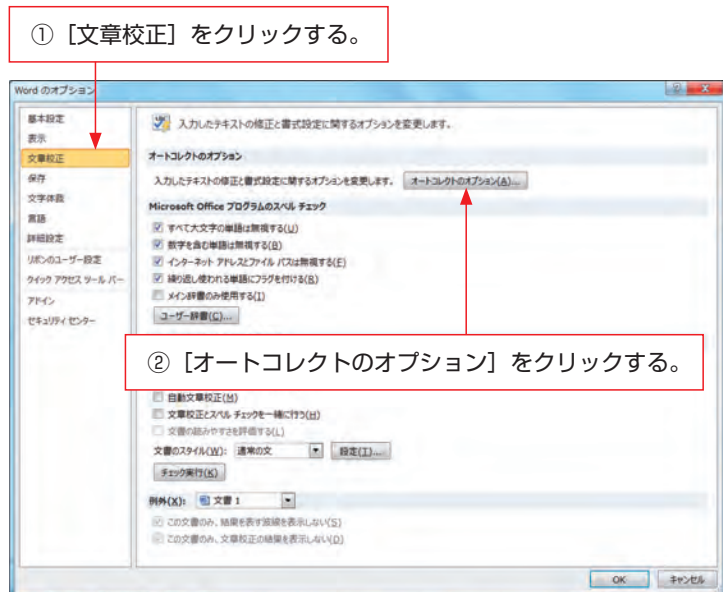 ① ［文章校正］をクリックする。
Word のオプション
基本設定
表示
文章校正
保存
文字体裁
言語
詳細設定
リボンのユーザー設定
クイック アクセス ツール バー
アドイン
セキュリティ センター
入力したテキストの修正と書式設定に関するオプションを変更します。
オートコレクトのオプション
入力したテキストの修正と書式設定に関するオプションを変更します。 オートコレクトのオプション(A)...
Microsoft Office プログラムのスペル チェック
すべて大文字の単語は無視する(U)
数字を含む単語は無視する(B)
インターネット アドレスとファイル パスは無視する(F)
繰り返し使われる単語にフラグを付ける(R)
メイン辞書のみ使用する(I)
ユーザー辞書(C)...
② ［オートコレクトのオプション］をクリックする。
自動文章校正(M)
文章校正とスペル チェックを一緒に行う(H)
文書の読みやすさを評価する(L)
文書のスタイル(W): 通常の文 設定(T)...
チェック実行(K)
例外(X): 文書 1
この文書のみ、結果を表す波線を表示しない(S)
この文書のみ、文章校正の結果を表示しない(D)
OK キャンセル